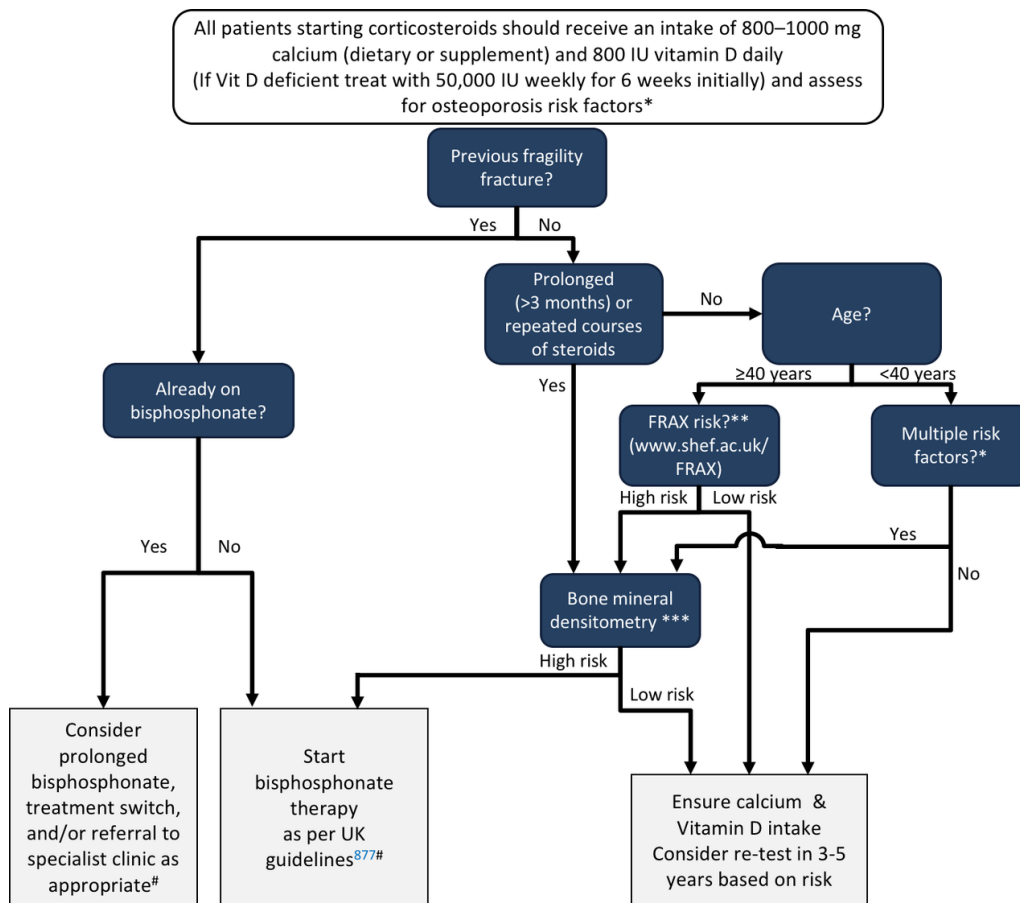 All patients starting corticosteroids should receive an intake of 800–1000 mg
calcium (dietary or supplement) and 800 IU vitamin D daily
(If Vit D deficient treat with 50,000 IU weekly for 6 weeks initially) and assess
for osteoporosis risk factors*
Previous fragility
fracture?
Yes
No
Prolonged
(>3 months) or
repeated courses
of steroids
No
Age?
Already on
bisphosphonate?
Yes
≥40 years
<40 years
FRAX risk?**
(www.shef.ac.uk/
FRAX)
Multiple risk
factors?*
High risk
Low risk
Yes
No
Yes
No
Bone mineral
densitometry ***
High risk
Low risk
Consider
prolonged
bisphosphonate,
treatment switch,
and/or referral to
specialist clinic as
appropriate#
Start
bisphosphonate
therapy
as per UK
guidelines877#
Ensure calcium &
Vitamin D intake
Consider re-test in 3-5
years based on risk